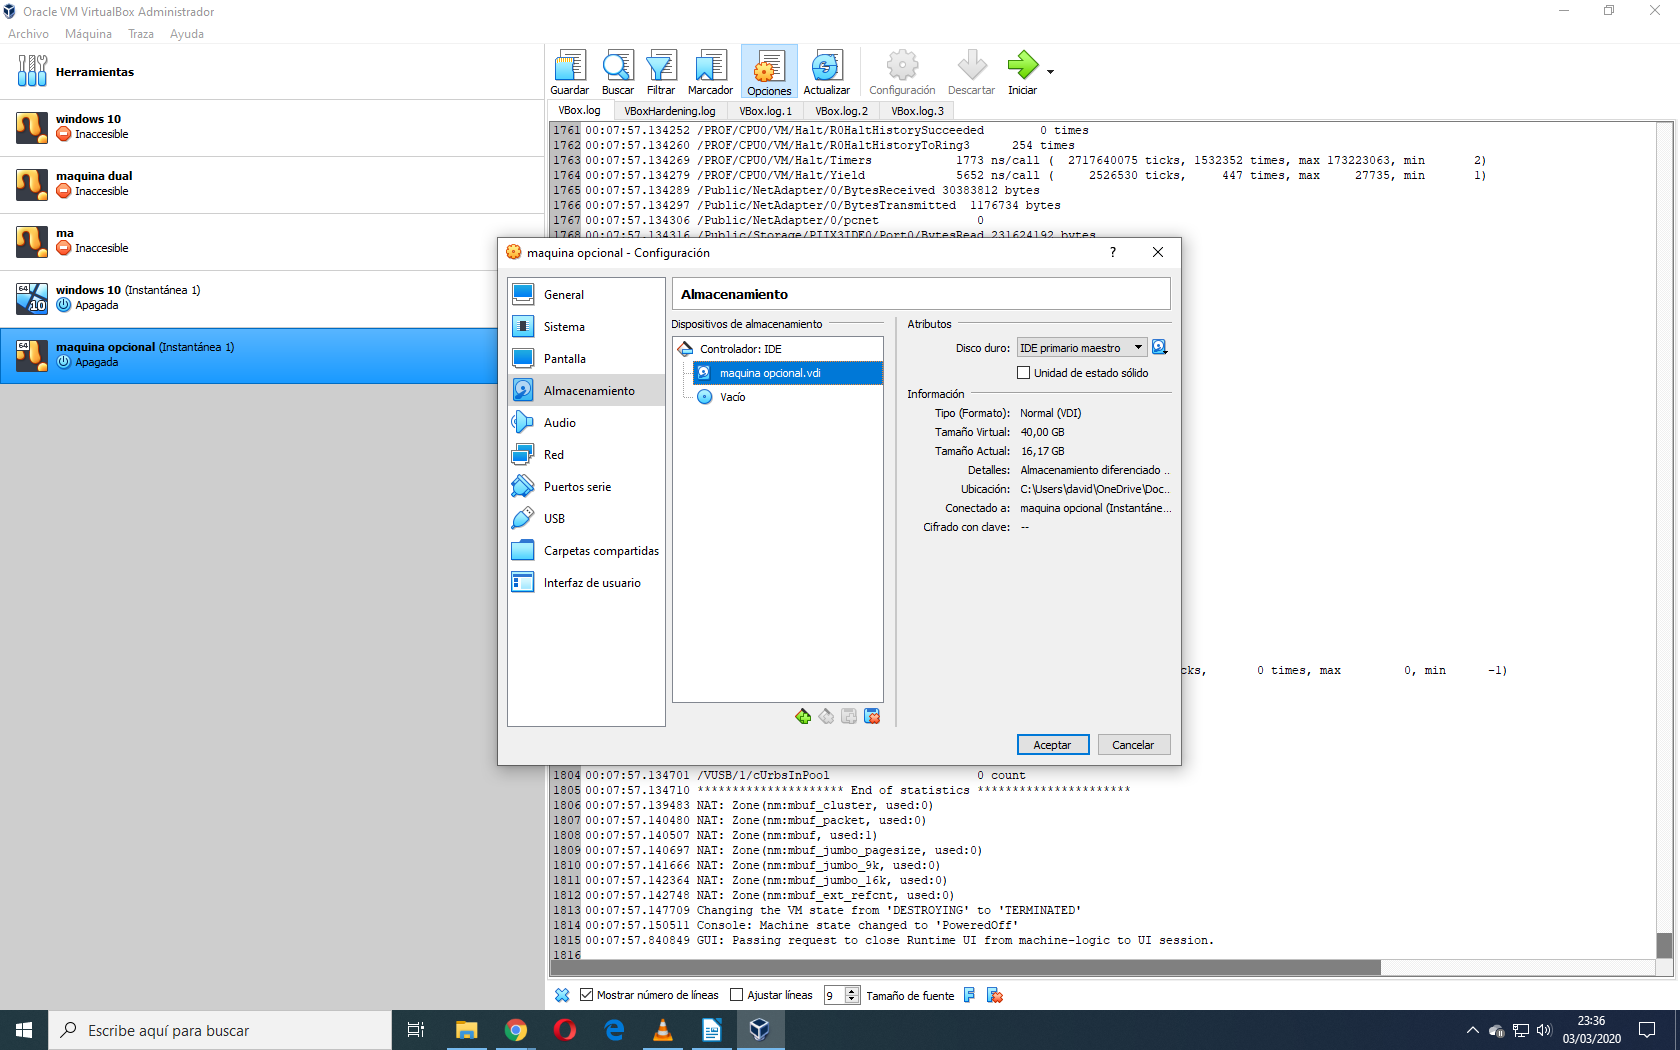 Oracle VM VirtualBox Administrador
Archivo Máquina Traza Ayuda
Herramientas
windows 10
Inaccesible
maquina dual
Inaccesible
ma
Inaccesible
windows 10 (Instantánea 1)
Apagada
maquina opcional (Instantánea 1)
Apagada
Guardar Buscar Filtrar Marcador Opciones Actualizar Configuración Descartar Iniciar
VBox.log VBoxHardening.log VBox.log.1 VBox.log.2 VBox.log.3
1761 00:07:57.134252 /PROF/CPU0/VM/Halt/R0HaltHistorySucceeded 0 times
1762 00:07:57.134260 /PROF/CPU0/VM/Halt/R0HaltHistoryToRing3 254 times
1763 00:07:57.134269 /PROF/CPU0/VM/Halt/Timers 1773 ns/call ( 2717640075 ticks, 1532352 times, max 173223063, min 2)
1764 00:07:57.134279 /PROF/CPU0/VM/Halt/Yield 5652 ns/call ( 2526530 ticks, 447 times, max 27735, min 1)
1765 00:07:57.134289 /Public/NetAdapter/0/BytesReceived 30383812 bytes
1766 00:07:57.134297 /Public/NetAdapter/0/BytesTransmitted 1176734 bytes
1767 00:07:57.134306 /Public/NetAdapter/0/pcnet 0
1768 00:07:57.134316 /Public/Storage/PIIX3IDE0/Port0/BytesRead 231624192 bytes
maquina opcional - Configuración
General
Sistema
Pantalla
Almacenamiento
Audio
Red
Puertos serie
USB
Carpetas compartidas
Interfaz de usuario
Almacenamiento
Dispositivos de almacenamiento
Controlador: IDE
maquina opcional.vdi
Vacío
Atributos
Disco duro: IDE primario maestro
Unidad de estado sólido
Información
Tipo (Formato): Normal (VDI)
Tamaño Virtual: 40,00 GB
Tamaño Actual: 16,17 GB
Detalles: Almacenamiento diferenciado ..
Ubicación: C:\Users\david\OneDrive\Doc..
Conectado a: maquina opcional (Instantáne...
Cifrado con clave: --
Aceptar Cancelar
cks, 0 times, max 0, min -1)
1804 00:07:57.134701 /VUSB/1/cUrbsInPool 0 count
1805 00:07:57.134710 ********************* End of statistics **********************
1806 00:07:57.139483 NAT: Zone(nm:mbuf_cluster, used:0)
1807 00:07:57.140480 NAT: Zone(nm:mbuf_packet, used:0)
1808 00:07:57.140507 NAT: Zone(nm:mbuf, used:1)
1809 00:07:57.140697 NAT: Zone(nm:mbuf_jumbo_pagesize, used:0)
1810 00:07:57.141666 NAT: Zone(nm:mbuf_jumbo_9k, used:0)
1811 00:07:57.142364 NAT: Zone(nm:mbuf_jumbo_16k, used:0)
1812 00:07:57.142748 NAT: Zone(nm:mbuf_ext_refcnt, used:0)
1813 00:07:57.147709 Changing the VM state from 'DESTROYING' to 'TERMINATED'
1814 00:07:57.150511 Console: Machine state changed to 'PoweredOff'
1815 00:07:57.840849 GUI: Passing request to close Runtime UI from machine-logic to UI session.
1816
Mostrar número de líneas Ajustar líneas 9 Tamaño de fuente
Escribe aquí para buscar
23:36
03/03/2020